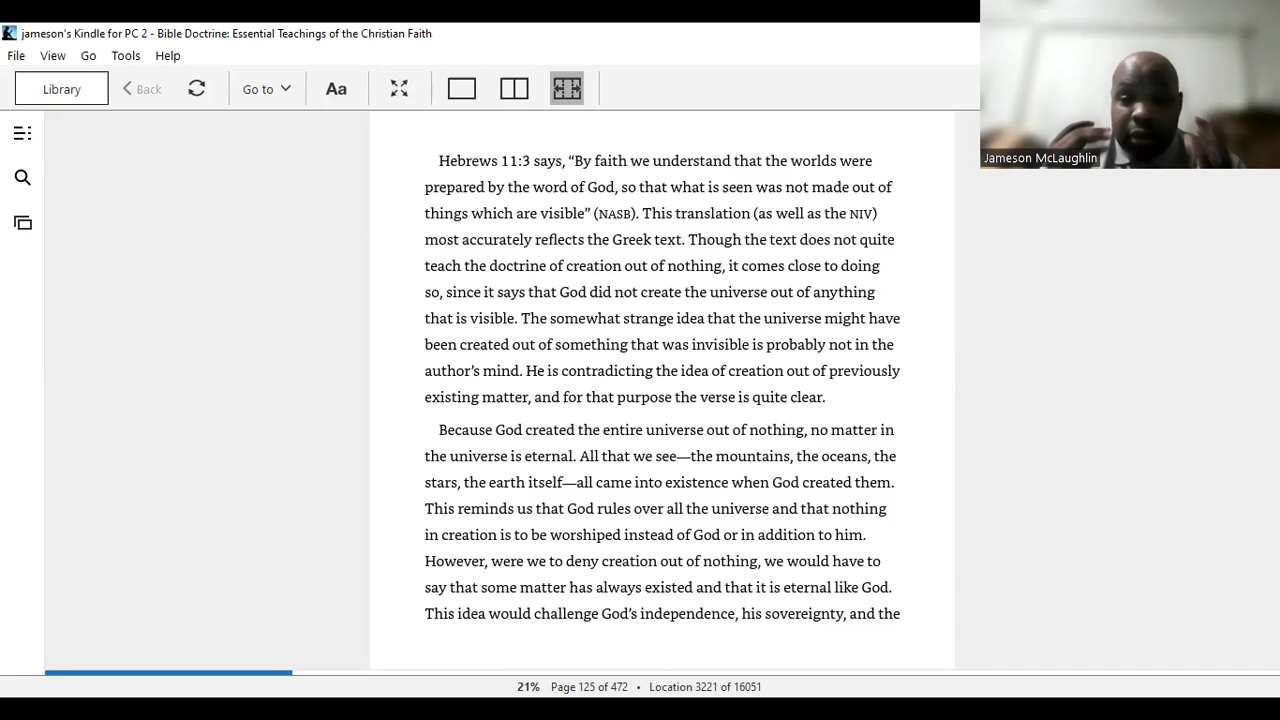 jameson's Kindle for PC 2 - Bible Doctrine: Essential Teachings of the Christian Faith
File View Go Tools Help
Library Back Go to Aa
Jameson McLaughlin
Hebrews 11:3 says, “By faith we understand that the worlds were
prepared by the word of God, so that what is seen was not made out of
things which are visible” (NASB). This translation (as well as the NIV)
most accurately reflects the Greek text. Though the text does not quite
teach the doctrine of creation out of nothing, it comes close to doing
so, since it says that God did not create the universe out of anything
that is visible. The somewhat strange idea that the universe might have
been created out of something that was invisible is probably not in the
author’s mind. He is contradicting the idea of creation out of previously
existing matter, and for that purpose the verse is quite clear.
Because God created the entire universe out of nothing, no matter in
the universe is eternal. All that we see—the mountains, the oceans, the
stars, the earth itself—all came into existence when God created them.
This reminds us that God rules over all the universe and that nothing
in creation is to be worshiped instead of God or in addition to him.
However, were we to deny creation out of nothing, we would have to
say that some matter has always existed and that it is eternal like God.
This idea would challenge God’s independence, his sovereignty, and the
21% Page 125 of 472 • Location 3221 of 16051